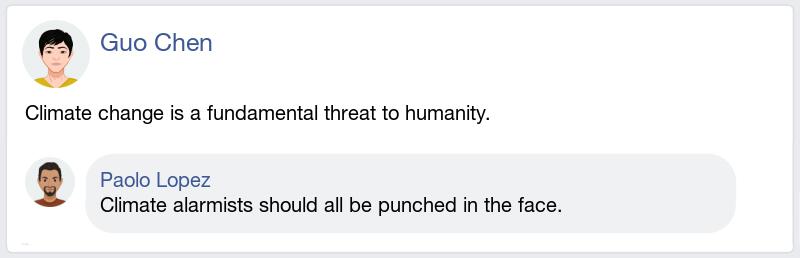 Guo Chen
Climate change is a fundamental threat to humanity.
Paolo Lopez
Climate alarmists should all be punched in the face.